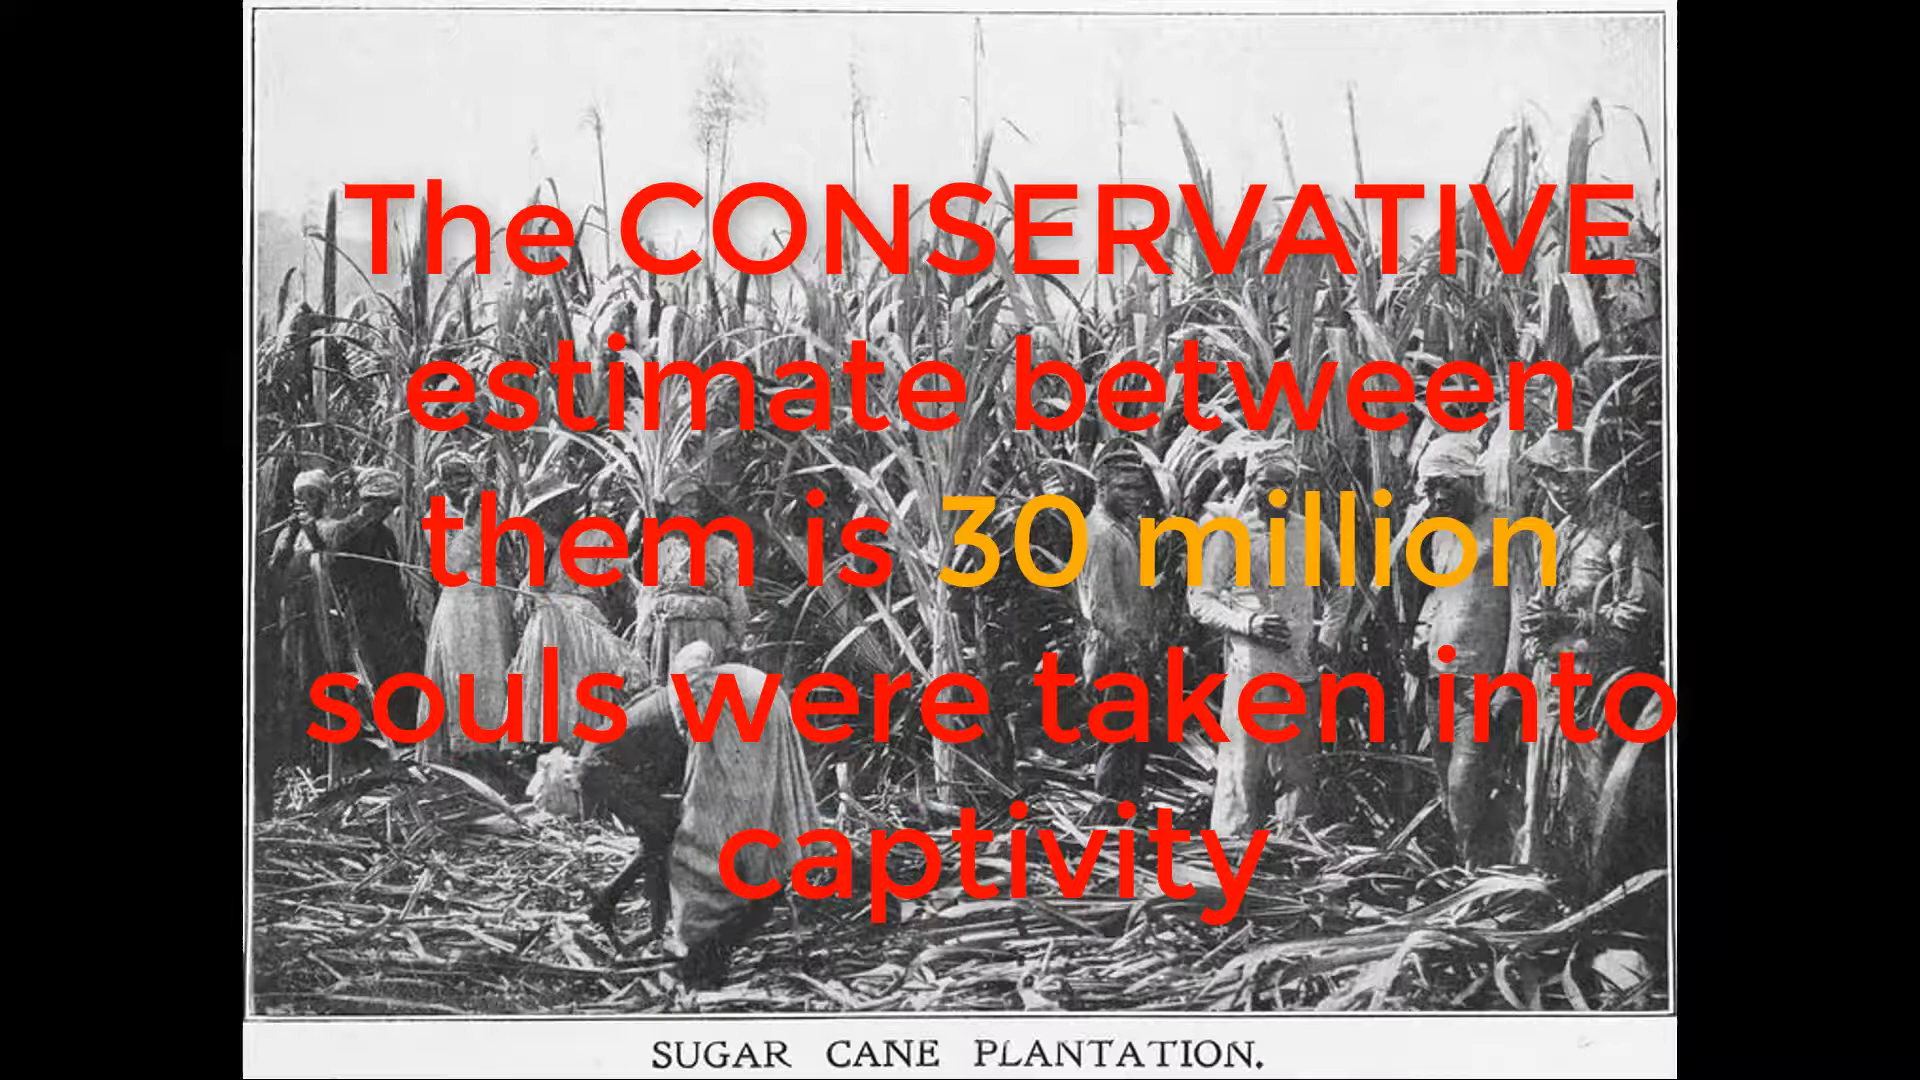 The CONSERVATIVE
estimate between
them is 30 million
souls were taken into
captivity
SUGAR CANE PLANTATION.